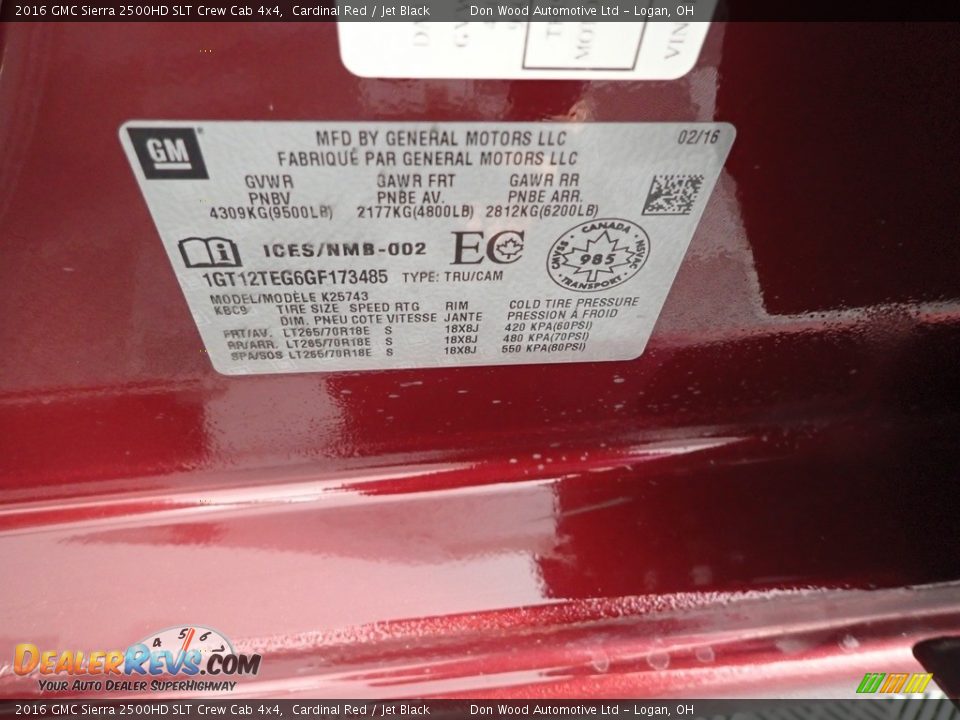 2016 GMC Sierra 2500HD SLT Crew Cab 4x4,  Cardinal Red / Jet Black    Don Wood Automotive Ltd - Logan, OH
VIN
GM
MFD BY GENERAL MOTORS LLC 02/16
FABRIQUÉ PAR GENERAL MOTORS LLC
GVWR GAWR FRT GAWR RR
PNBV PNBE AV. PNBE ARR.
4309KG(9500LB) 2177KG(4800LB) 2812KG(6200LB)
i ICES/NMB-002 EC
CANADA NSVAC TRANSPORT SVNAC 985
1GT12TEG6GF173485 TYPE: TRU/CAM
MODEL/MODÈLE K25743
KBC9 TIRE SIZE SPEED RTG RIM COLD TIRE PRESSURE
DIM. PNEU COTE VITESSE JANTE PRESSION À FROID
FRT/AV. LT265/70R18E S 18X8J 420 KPA(60PSI)
RR/ARR. LT265/70R18E S 18X8J 480 KPA(70PSI)
SPA/SOS LT265/70R18E S 18X8J 550 KPA(80PSI)
4 5 6
DEALERREVS.COM
YOUR AUTO DEALER SUPERHIGHWAY
2016 GMC Sierra 2500HD SLT Crew Cab 4x4,  Cardinal Red / Jet Black    Don Wood Automotive Ltd - Logan, OH